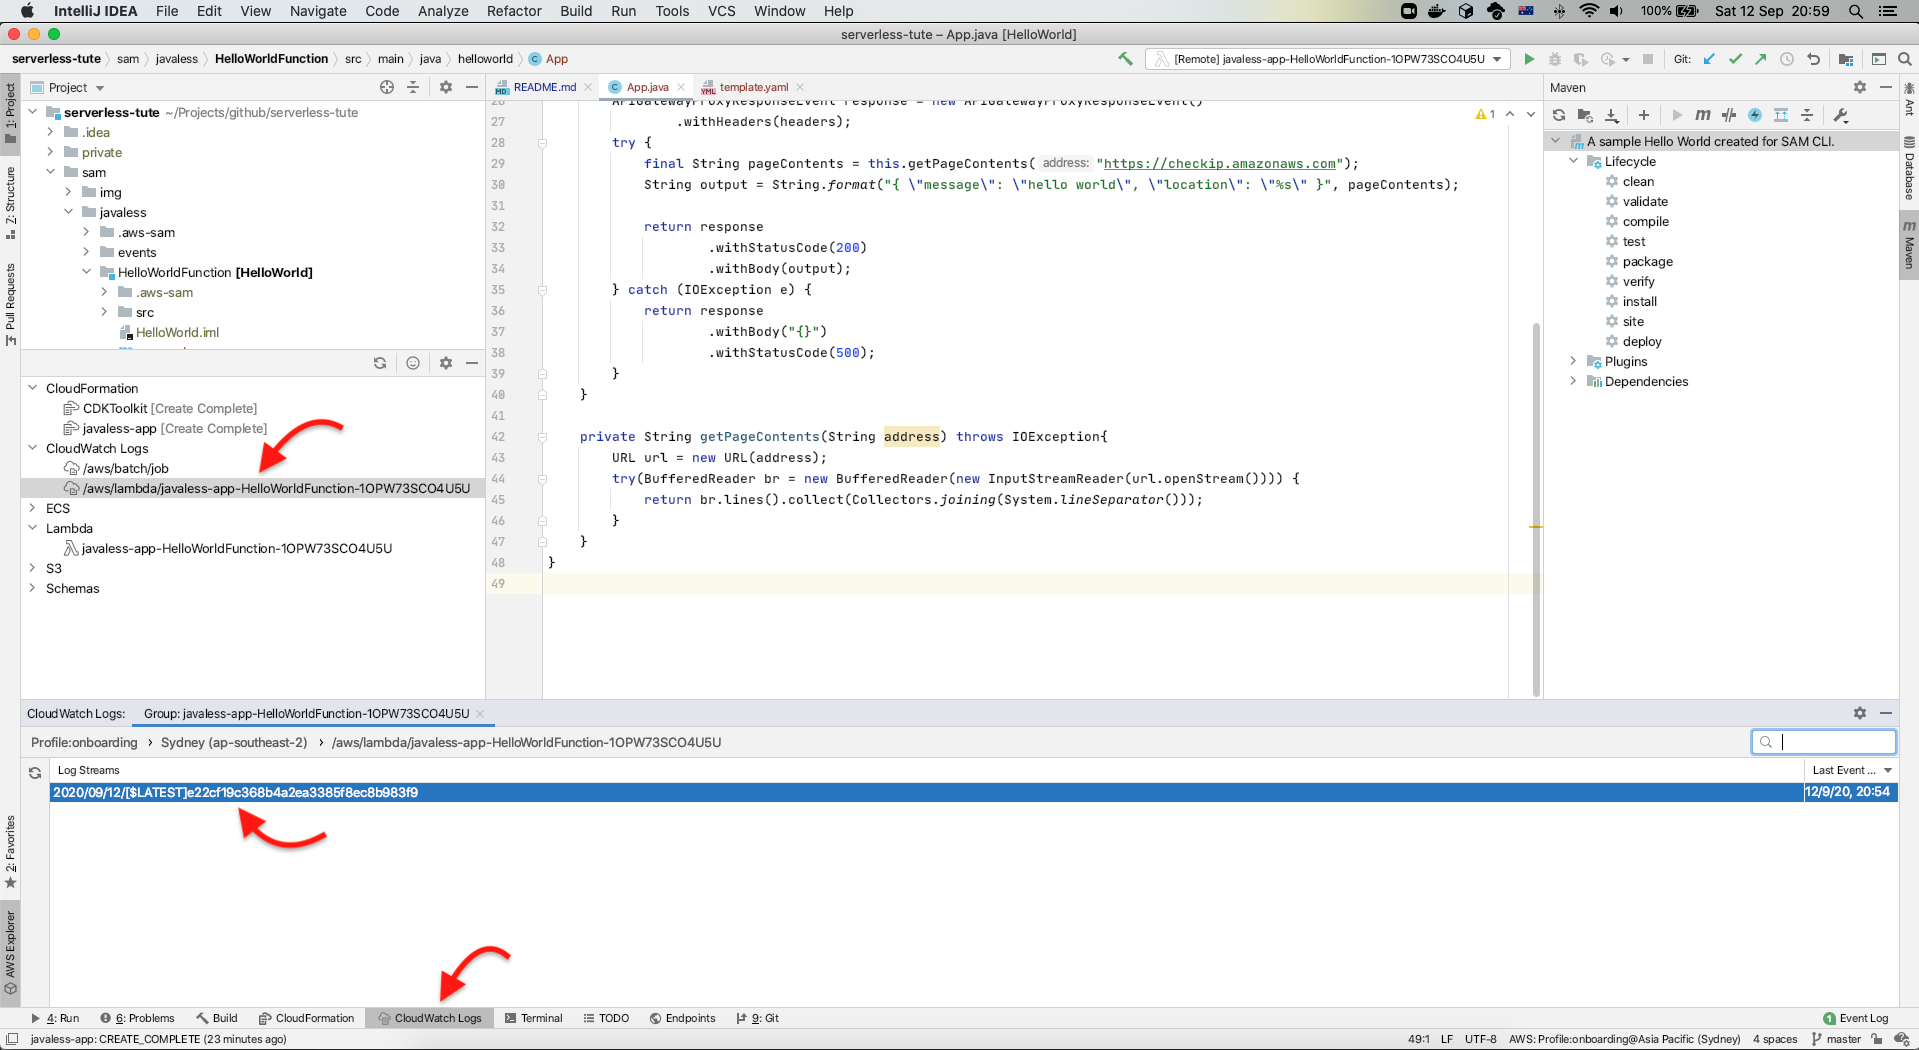 IntelliJ IDEA File Edit View Navigate Code Analyze Refactor Build Run Tools VCS Window Help 100% Sat 12 Sep 20:59
serverless-tute – App.java [HelloWorld]
serverless-tute sam javaless HelloWorldFunction src main java helloworld App [Remote] javaless-app-HelloWorldFunction-1OPW73SCO4U5U Git:
Project
README.md App.java template.yaml
Maven
1: Project
7: Structure
Pull Requests
2: Favorites
AWS Explorer
serverless-tute ~/Projects/github/serverless-tute
.idea
private
sam
img
javaless
.aws-sam
events
HelloWorldFunction [HelloWorld]
.aws-sam
src
HelloWorld.iml
CloudFormation
CDKToolkit [Create Complete]
javaless-app [Create Complete]
CloudWatch Logs
/aws/batch/job
/aws/lambda/javaless-app-HelloWorldFunction-1OPW73SCO4U5U
ECS
Lambda
javaless-app-HelloWorldFunction-1OPW73SCO4U5U
S3
Schemas
26 APIGatewayProxyResponseEvent response = new APIGatewayProxyResponseEvent()
27 .withHeaders(headers);
28 try {
29 final String pageContents = this.getPageContents( address: "https://checkip.amazonaws.com");
30 String output = String.format("{ \"message\": \"hello world\", \"location\": \"%s\" }", pageContents);
31
32 return response
33 .withStatusCode(200)
34 .withBody(output);
35 } catch (IOException e) {
36 return response
37 .withBody("{}")
38 .withStatusCode(500);
39 }
40 }
41
42 private String getPageContents(String address) throws IOException{
43 URL url = new URL(address);
44 try(BufferedReader br = new BufferedReader(new InputStreamReader(url.openStream()))) {
45 return br.lines().collect(Collectors.joining(System.lineSeparator()));
46 }
47 }
48 }
49
1
A sample Hello World created for SAM CLI.
Lifecycle
clean
validate
compile
test
package
verify
install
site
deploy
Plugins
Dependencies
Ant
Database
Maven
CloudWatch Logs: Group: javaless-app-HelloWorldFunction-1OPW73SCO4U5U
Profile:onboarding › Sydney (ap-southeast-2) › /aws/lambda/javaless-app-HelloWorldFunction-1OPW73SCO4U5U
Log Streams Last Event ...
2020/09/12/[$LATEST]e22cf19c368b4a2ea3385f8ec8b983f9 12/9/20, 20:54
4: Run 6: Problems Build CloudFormation CloudWatch Logs Terminal TODO Endpoints 9: Git 1 Event Log
javaless-app: CREATE_COMPLETE (23 minutes ago) 49:1 LF UTF-8 AWS: Profile:onboarding@Asia Pacific (Sydney) 4 spaces master